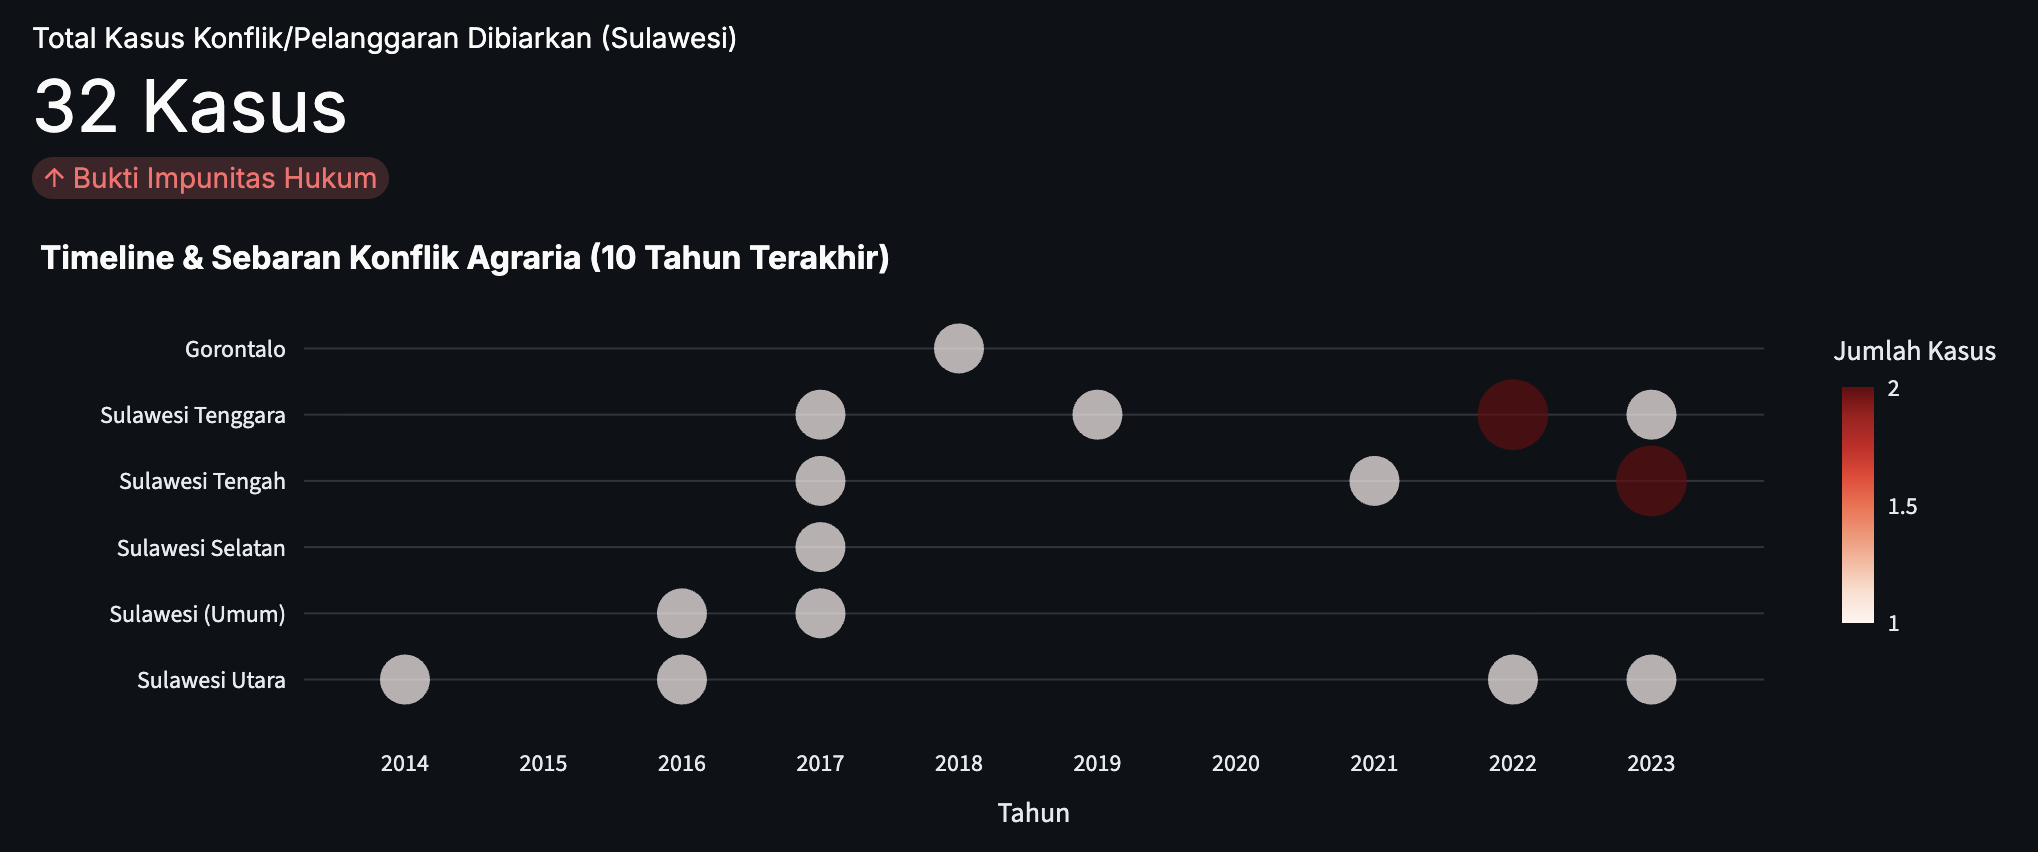 Total Kasus Konflik/Pelanggaran Dibiarkan (Sulawesi)
32 Kasus
↑ Bukti Impunitas Hukum
Timeline & Sebaran Konflik Agraria (10 Tahun Terakhir)
Gorontalo
Sulawesi Tenggara
Sulawesi Tengah
Sulawesi Selatan
Sulawesi (Umum)
Sulawesi Utara
2014 2015 2016 2017 2018 2019 2020 2021 2022 2023
Tahun
Jumlah Kasus
2
1.5
1